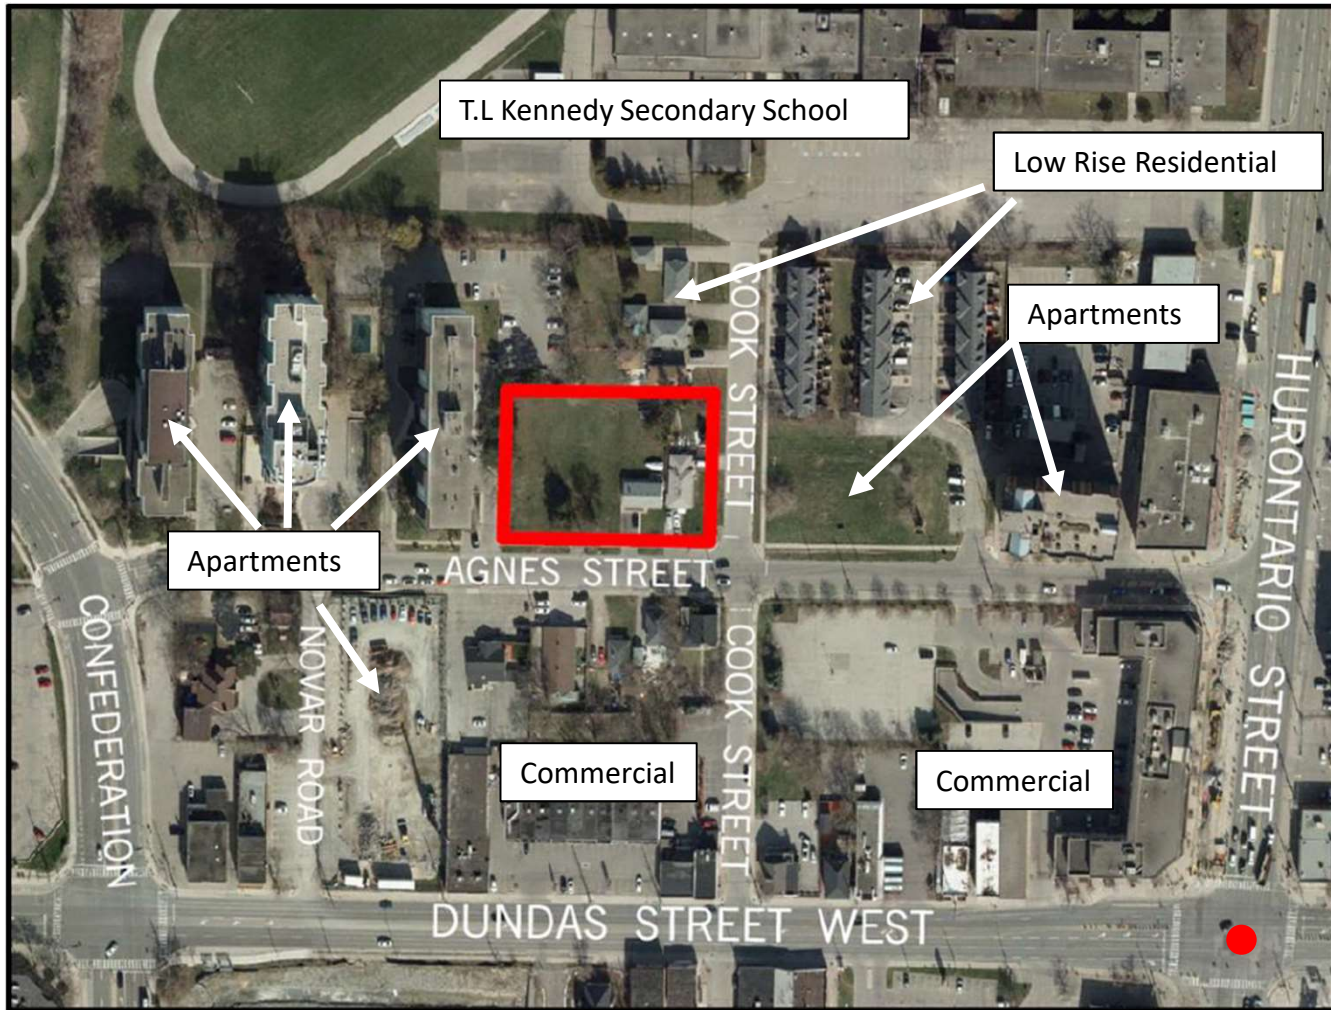 T.L Kennedy Secondary School
Low Rise Residential
Apartments
COOK STREET
HURONTARIO STREET
Apartments
AGNES STREET
CONFEDERATION
NOVAR ROAD
COOK STREET
Commercial
Commercial
DUNDAS STREET WEST